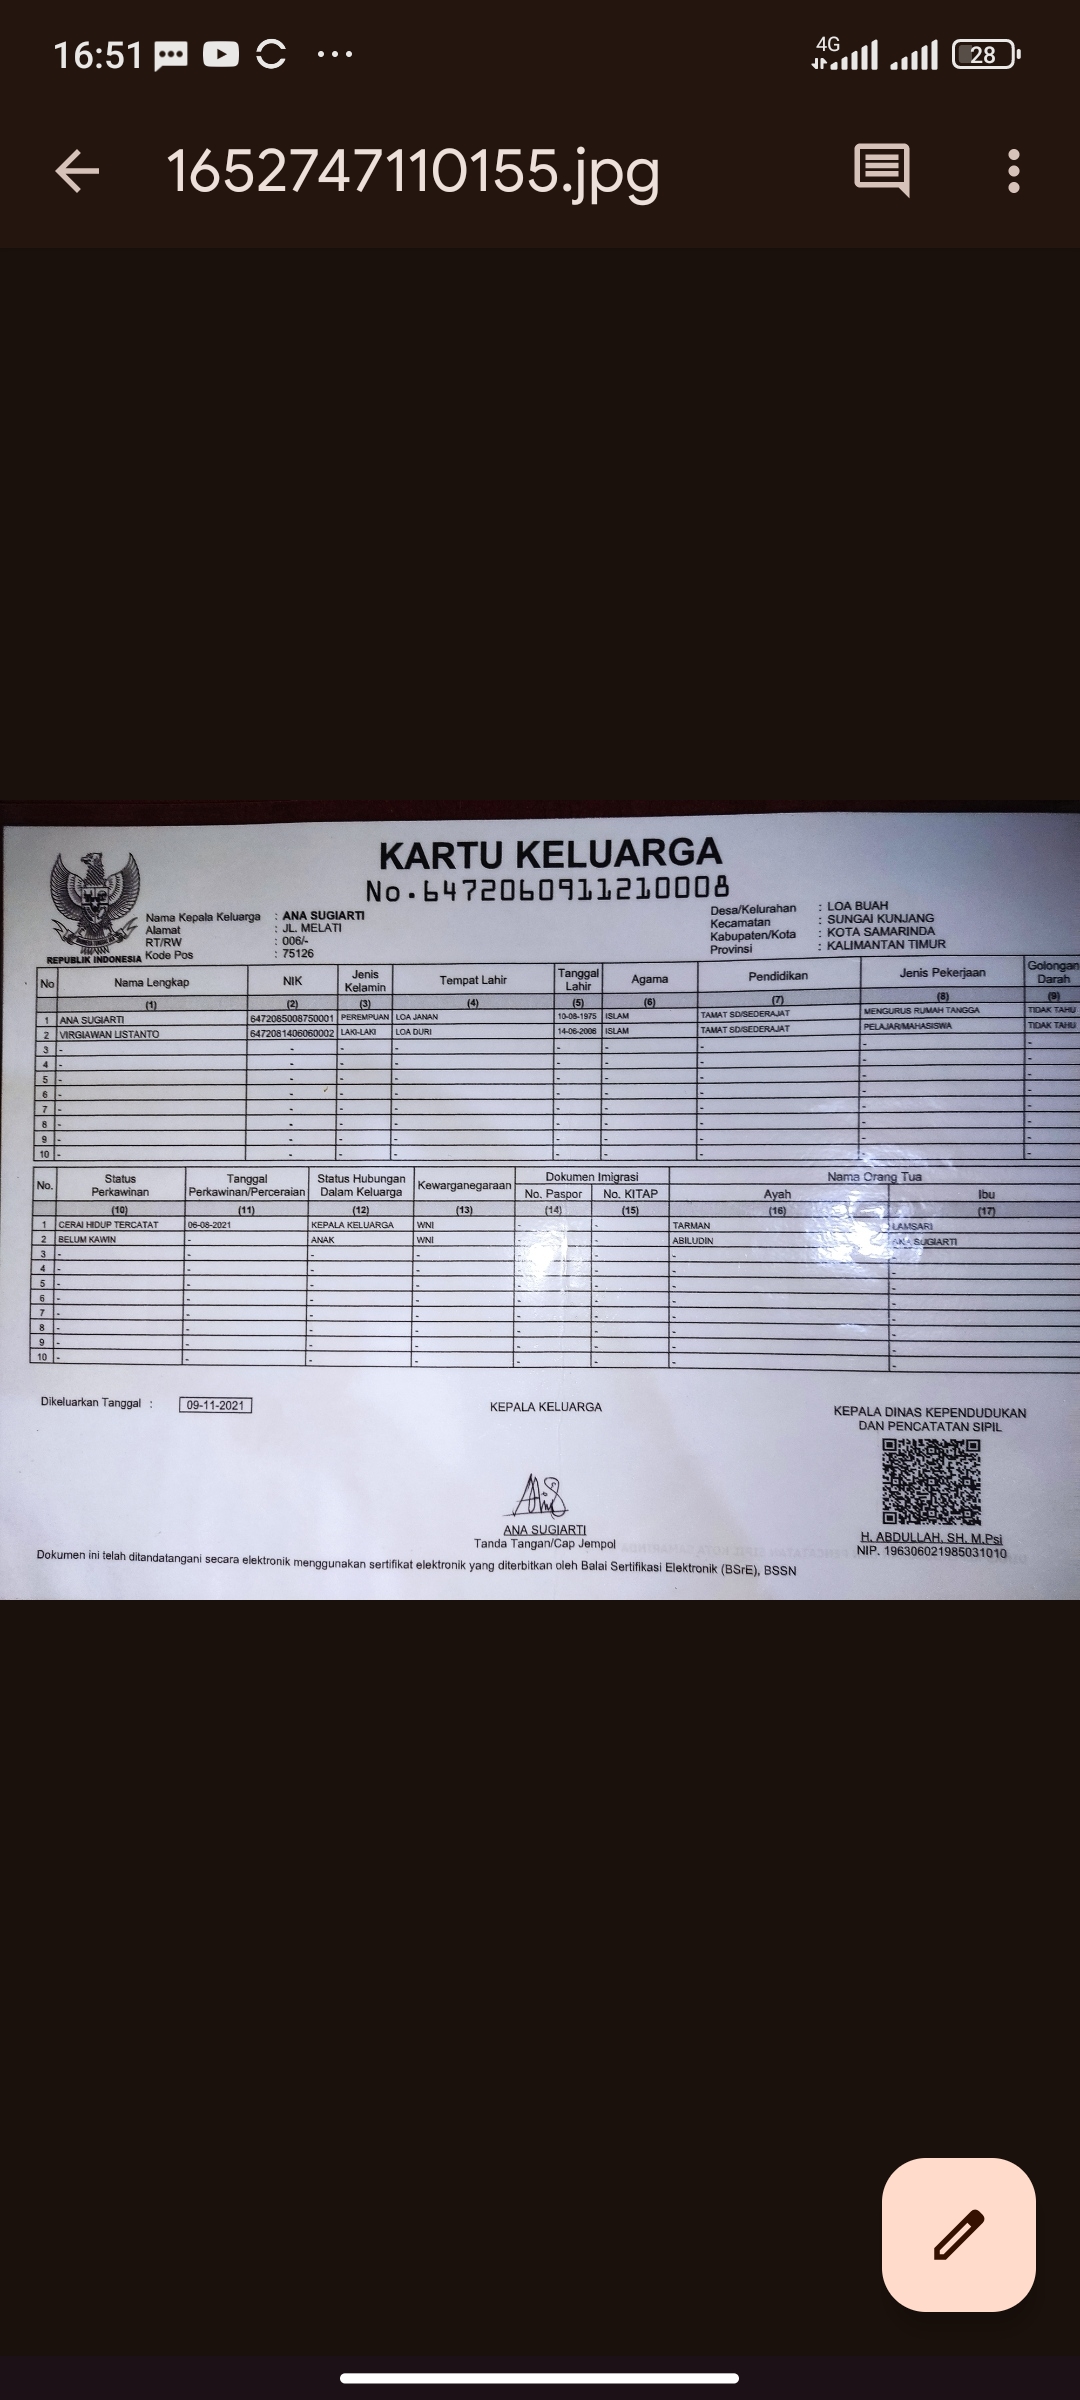 16:51 4G 28
1652747110155.jpg
KARTU KELUARGA
No.6472060911210008
REPUBLIK INDONESIA
Nama Kepala Keluarga : ANA SUGIARTI
Alamat : JL. MELATI
RT/RW : 006/-
Kode Pos : 75126
Desa/Kelurahan : LOA BUAH
Kecamatan : SUNGAI KUNJANG
Kabupaten/Kota : KOTA SAMARINDA
Provinsi : KALIMANTAN TIMUR
No Nama Lengkap NIK Jenis Kelamin Tempat Lahir Tanggal Lahir Agama Pendidikan Jenis Pekerjaan Golongan Darah
(1) (2) (3) (4) (5) (6) (7) (8) (9)
1 ANA SUGIARTI 6472085008750001 PEREMPUAN LOA JANAN 10-08-1975 ISLAM TAMAT SD/SEDERAJAT MENGURUS RUMAH TANGGA TIDAK TAHU
2 VIRGIAWAN LISTANTO 6472081406060002 LAKI-LAKI LOA DURI 14-06-2006 ISLAM TAMAT SD/SEDERAJAT PELAJAR/MAHASISWA TIDAK TAHU
3 - - - - - - - - -
4 - - - - - - - - -
5 - - - - - - - - -
6 - - - - - - - - -
7 - - - - - - - - -
8 - - - - - - - - -
9 - - - - - - - - -
10 - - - - - - - - -
No. Status Perkawinan Tanggal Perkawinan/Perceraian Status Hubungan Dalam Keluarga Kewarganegaraan Dokumen Imigrasi Nama Orang Tua
No. Paspor No. KITAP Ayah Ibu
(10) (11) (12) (13) (14) (15) (16) (17)
1 CERAI HIDUP TERCATAT 06-08-2021 KEPALA KELUARGA WNI - - TARMAN LAMSARI
2 BELUM KAWIN - ANAK WNI - - ABILUDIN ANA SUGIARTI
3 - - - - - - - -
4 - - - - - - - -
5 - - - - - - - -
6 - - - - - - - -
7 - - - - - - - -
8 - - - - - - - -
9 - - - - - - - -
10 - - - - - - - -
Dikeluarkan Tanggal : 09-11-2021
KEPALA KELUARGA
ANA SUGIARTI
Tanda Tangan/Cap Jempol
KEPALA DINAS KEPENDUDUKAN
DAN PENCATATAN SIPIL
H. ABDULLAH, SH, M.Psi
NIP. 196306021985031010
Dokumen ini telah ditandatangani secara elektronik menggunakan sertifikat elektronik yang diterbitkan oleh Balai Sertifikasi Elektronik (BSrE), BSSN